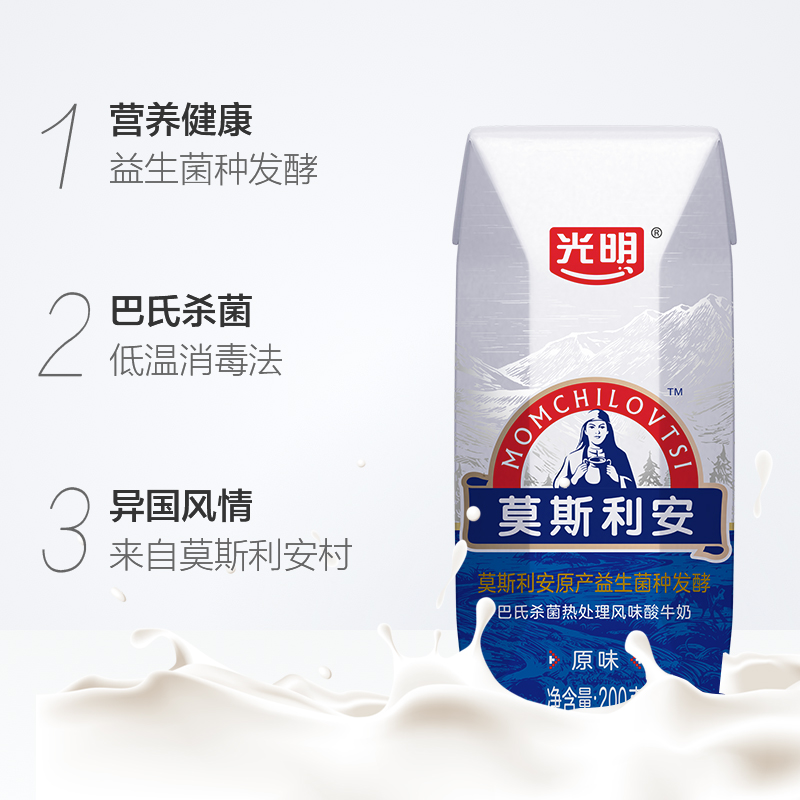 1
营养健康
益生菌种发酵
2
巴氏杀菌
低温消毒法
3
异国风情
来自莫斯利安村
光明®
MOMCHILOVTSI
TM
莫斯利安
莫斯利安原产益生菌种发酵
巴氏杀菌热处理风味酸牛奶
原味
净含量:200